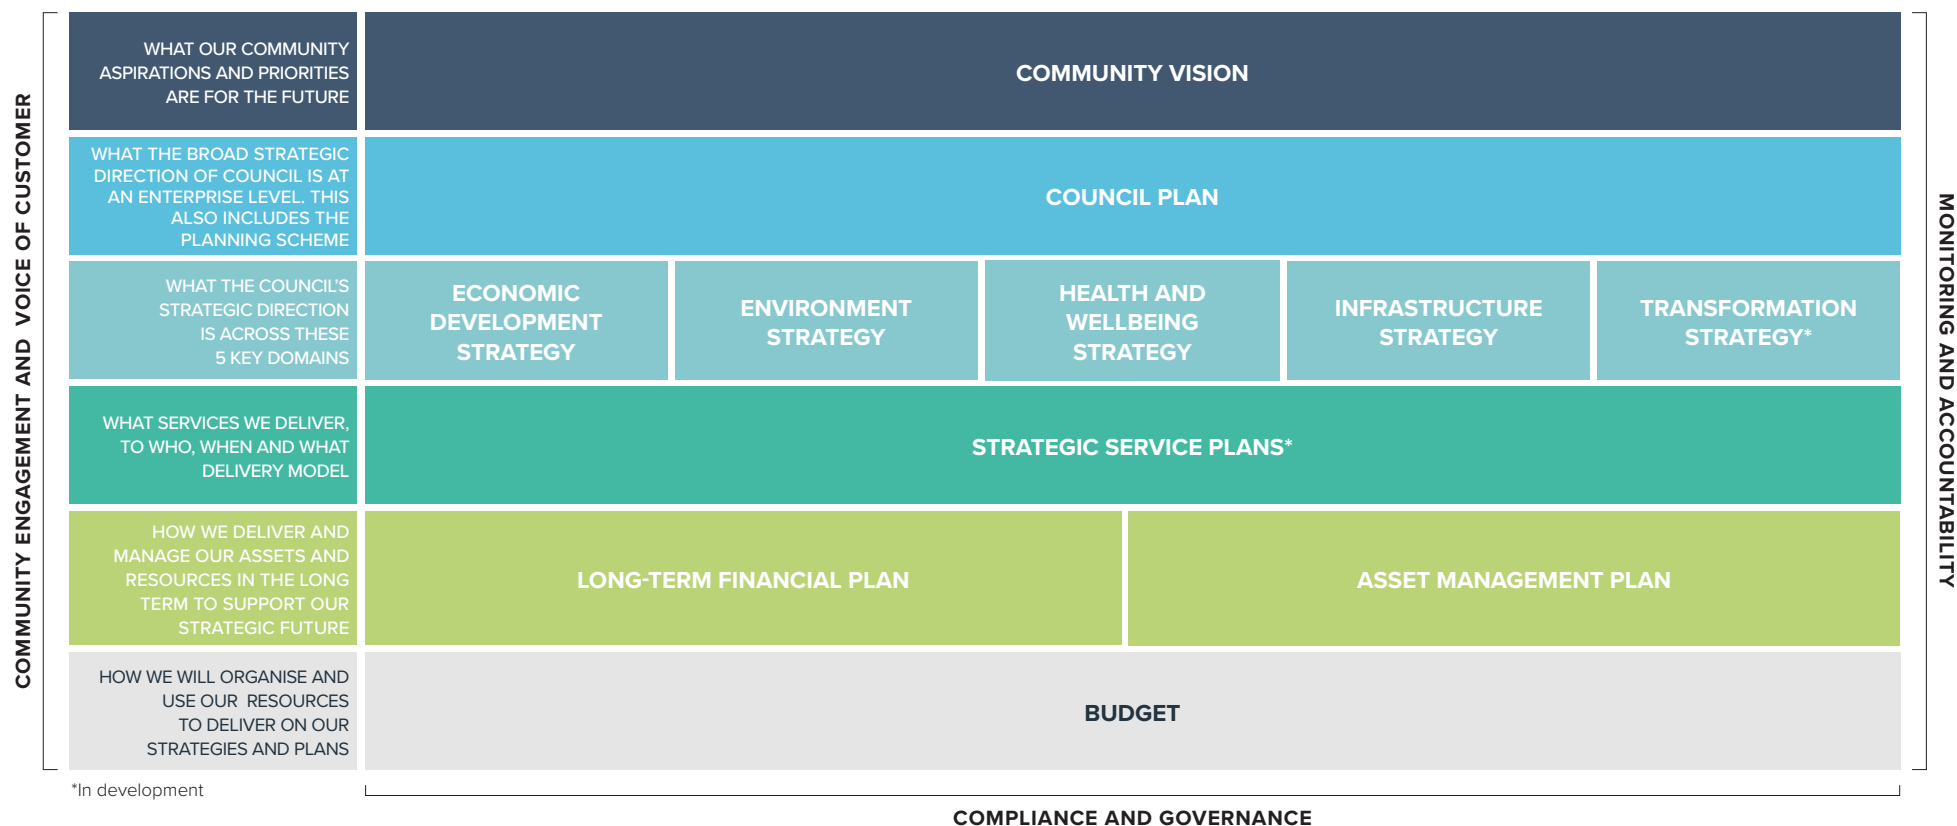 COMMUNITY ENGAGEMENT AND VOICE OF CUSTOMER
WHAT OUR COMMUNITY
ASPIRATIONS AND PRIORITIES
ARE FOR THE FUTURE
COMMUNITY VISION
WHAT THE BROAD STRATEGIC
DIRECTION OF COUNCIL IS AT
AN ENTERPRISE LEVEL. THIS
ALSO INCLUDES THE
PLANNING SCHEME
COUNCIL PLAN
WHAT THE COUNCIL'S
STRATEGIC DIRECTION
IS ACROSS THESE
5 KEY DOMAINS
ECONOMIC
DEVELOPMENT
STRATEGY
ENVIRONMENT
STRATEGY
HEALTH AND
WELLBEING
STRATEGY
INFRASTRUCTURE
STRATEGY
TRANSFORMATION
STRATEGY*
WHAT SERVICES WE DELIVER,
TO WHO, WHEN AND WHAT
DELIVERY MODEL
STRATEGIC SERVICE PLANS*
HOW WE DELIVER AND
MANAGE OUR ASSETS AND
RESOURCES IN THE LONG
TERM TO SUPPORT OUR
STRATEGIC FUTURE
LONG-TERM FINANCIAL PLAN
ASSET MANAGEMENT PLAN
HOW WE WILL ORGANISE AND
USE OUR RESOURCES
TO DELIVER ON OUR
STRATEGIES AND PLANS
BUDGET
MONITORING AND ACCOUNTABILITY
*In development
COMPLIANCE AND GOVERNANCE